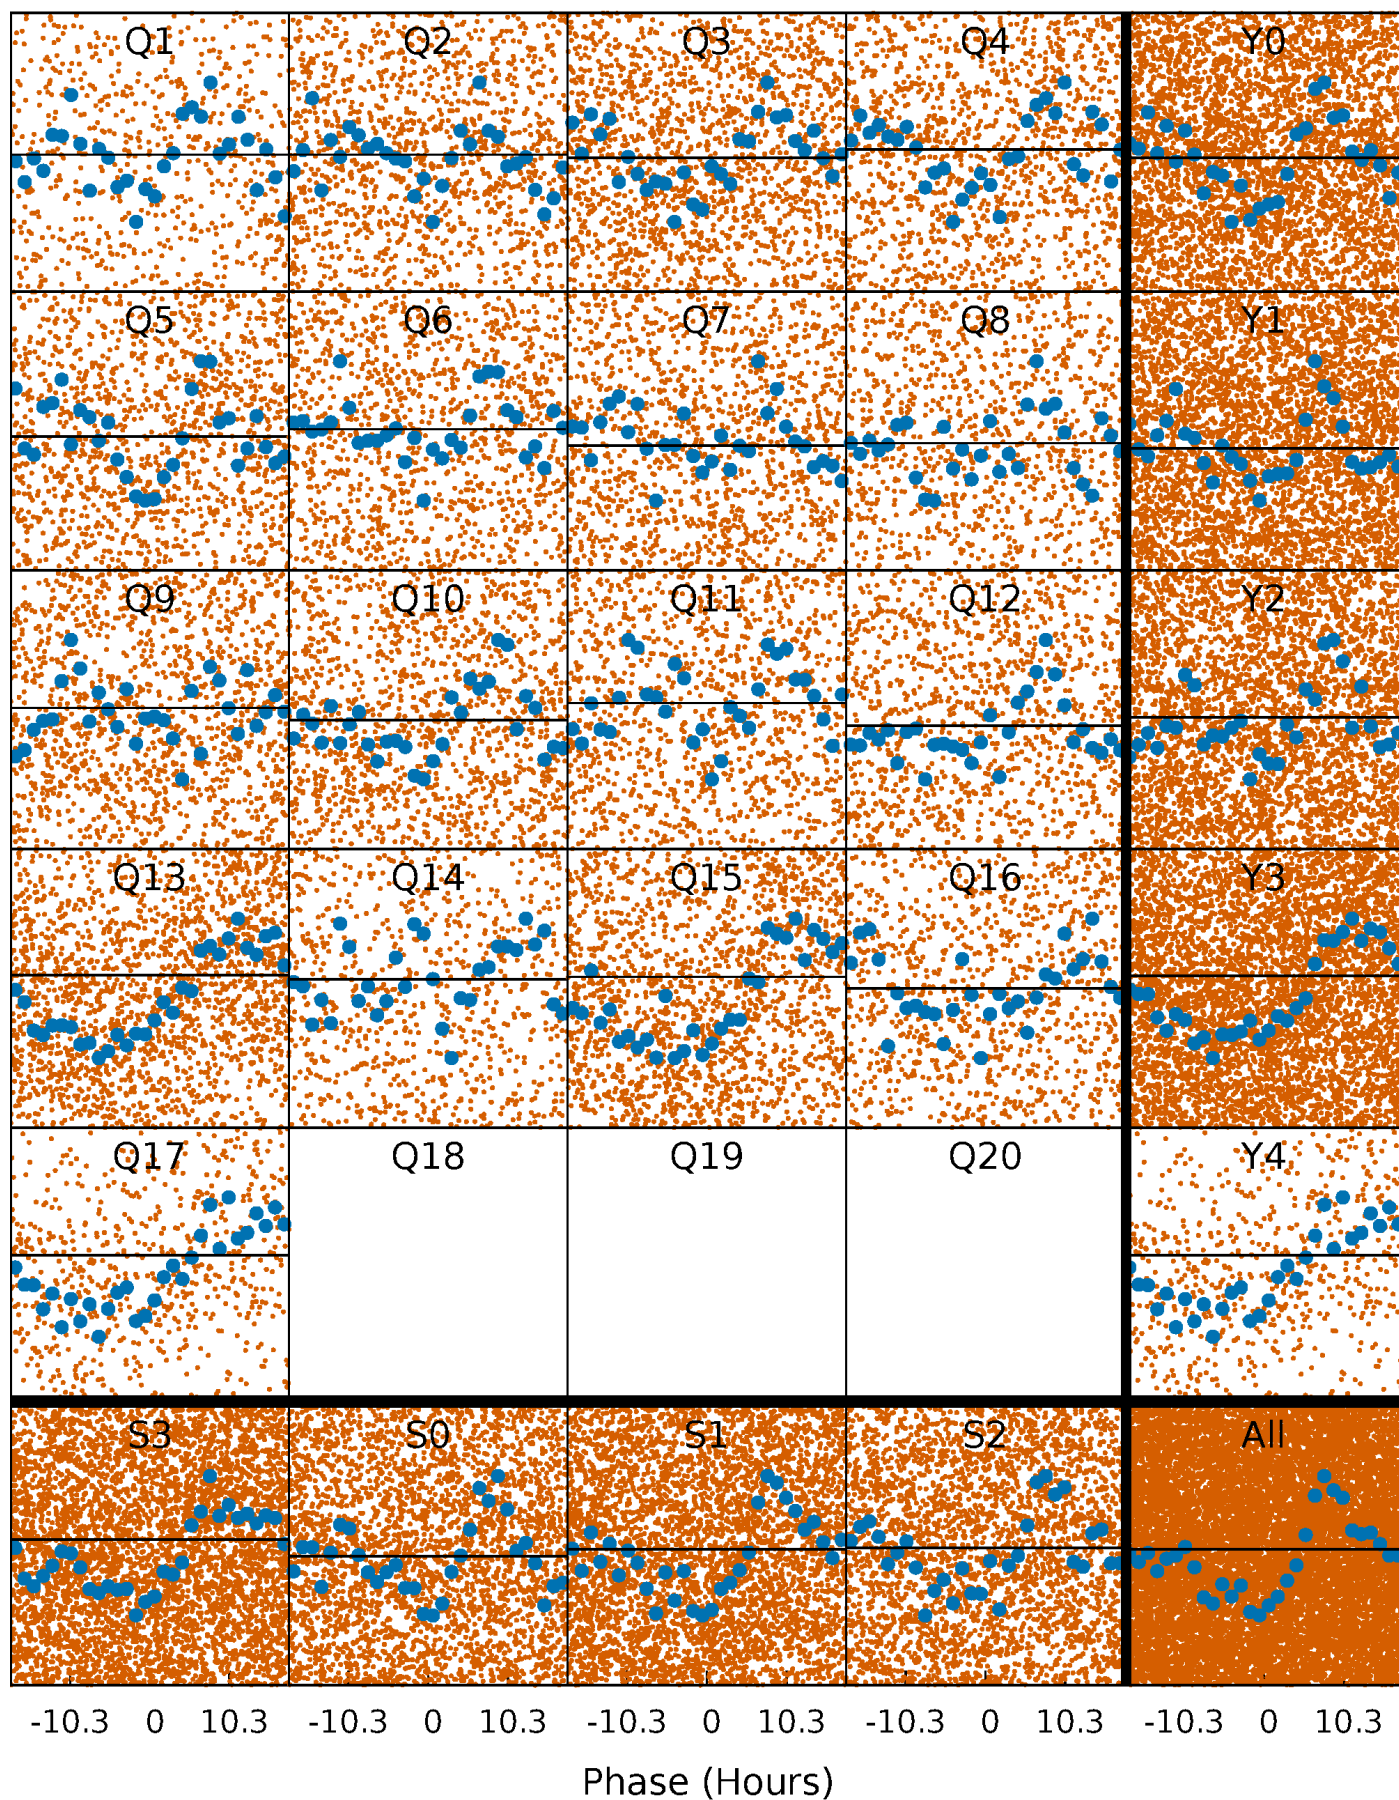 Q1 Q2 Q3 Q4 Y0
Q5 Q6 Q7 Q8 Y1
Q9 Q10 Q11 Q12 Y2
Q13 Q14 Q15 Q16 Y3
Q17 Q18 Q19 Q20 Y4
S3 S0 S1 S2 All
-10.3 0 10.3 -10.3 0 10.3 -10.3 0 10.3 -10.3 0 10.3 -10.3 0 10.3
Phase (Hours)